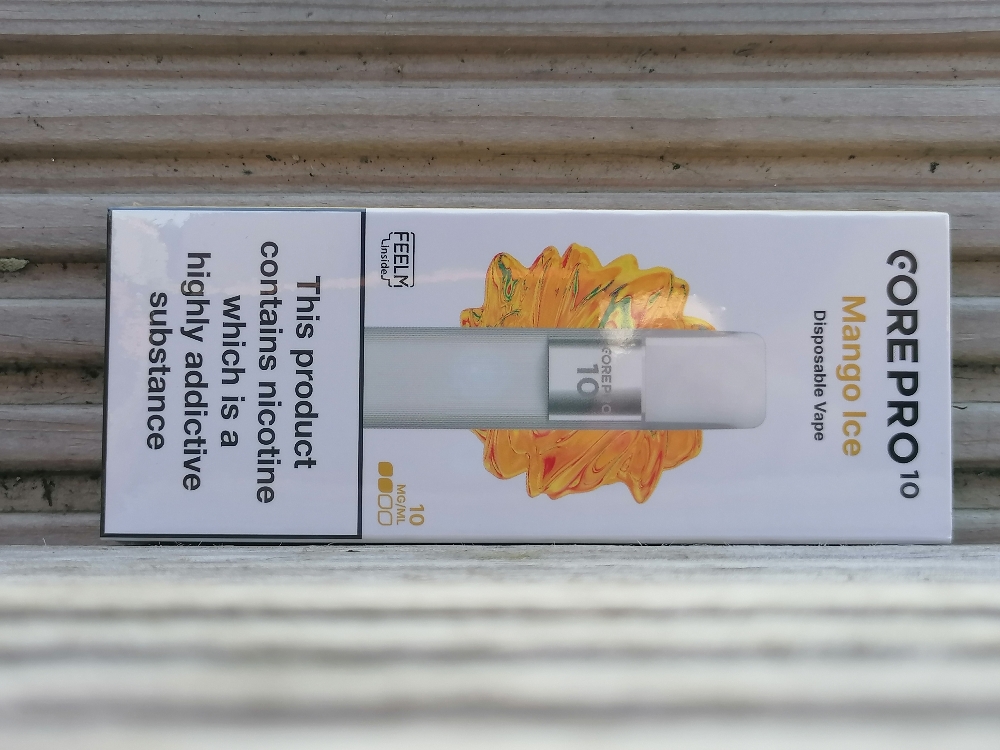 COREPRO10
Mango Ice
Disposable Vape
COREPRO
10
10
MG/ML
FEELM
inside
This product
contains nicotine
which is a
highly addictive
substance